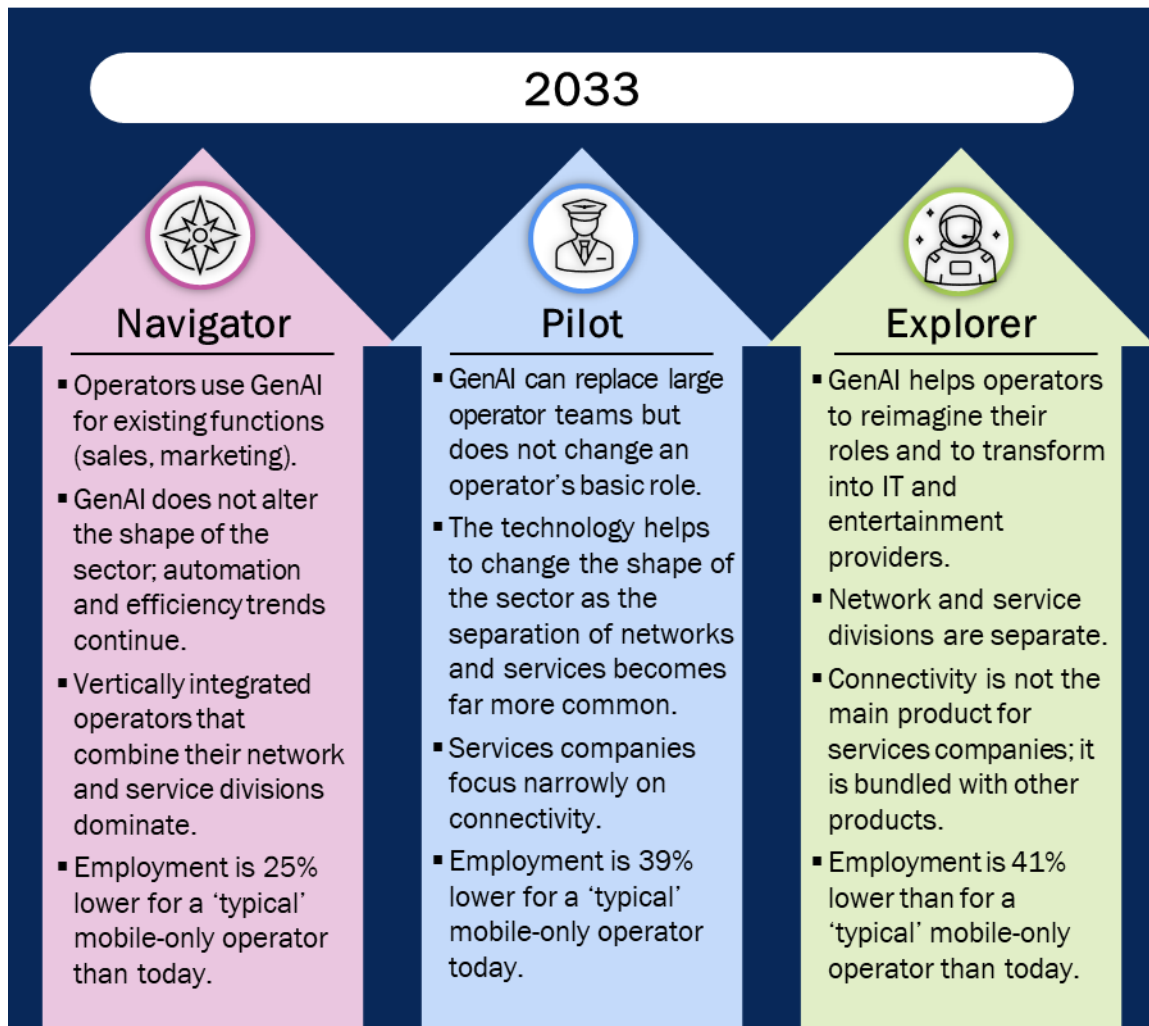 2033
Navigator
▪ Operators use GenAI
for existing functions
(sales, marketing).
▪ GenAI does not alter
the shape of the
sector; automation
and efficiency trends
continue.
▪ Vertically integrated
operators that
combine their network
and service divisions
dominate.
▪ Employment is 25%
lower for a ‘typical’
mobile-only operator
than today.
Pilot
▪ GenAI can replace large
operator teams but
does not change an
operator’s basic role.
▪ The technology helps
to change the shape of
the sector as the
separation of networks
and services becomes
far more common.
▪ Services companies
focus narrowly on
connectivity.
▪ Employment is 39%
lower for a ‘typical’
mobile-only operator
today.
Explorer
▪ GenAI helps operators
to reimagine their
roles and to transform
into IT and
entertainment
providers.
▪ Network and service
divisions are separate.
▪ Connectivity is not the
main product for
services companies; it
is bundled with other
products.
▪ Employment is 41%
lower than for a
‘typical’ mobile-only
operator than today.